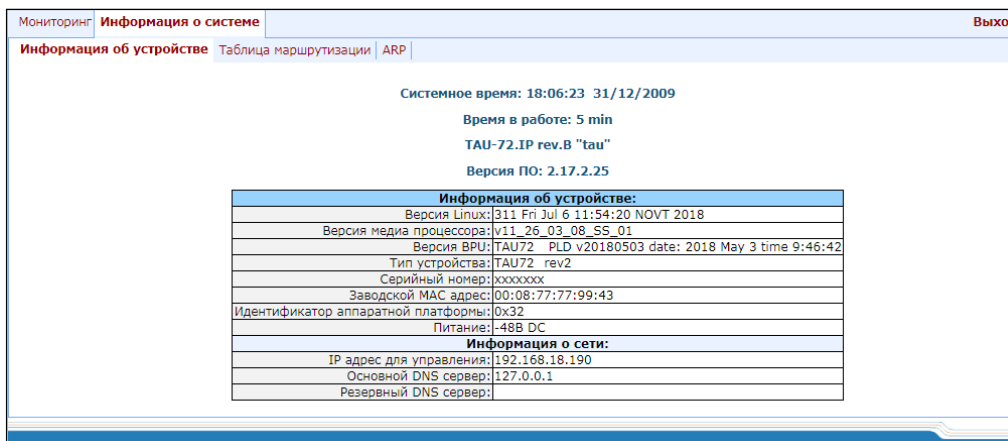 Мониторинг Информация о системе Выхо
Информация об устройстве Таблица маршрутизации ARP
Системное время: 18:06:23 31/12/2009
Время в работе: 5 min
TAU-72.IP rev.B "tau"
Версия ПО: 2.17.2.25
Информация об устройстве:
Версия Linux: 311 Fri Jul 6 11:54:20 NOVT 2018
Версия медиа процессора: v11_26_03_08_SS_01
Версия BPU: TAU72 PLD v20180503 date: 2018 May 3 time 9:46:42
Тип устройства: TAU72 rev2
Серийный номер: xxxxxxx
Заводской MAC адрес: 00:08:77:77:99:43
Идентификатор аппаратной платформы: 0x32
Питание: -48В DC
Информация о сети:
IP адрес для управления: 192.168.18.190
Основной DNS сервер: 127.0.0.1
Резервный DNS сервер: